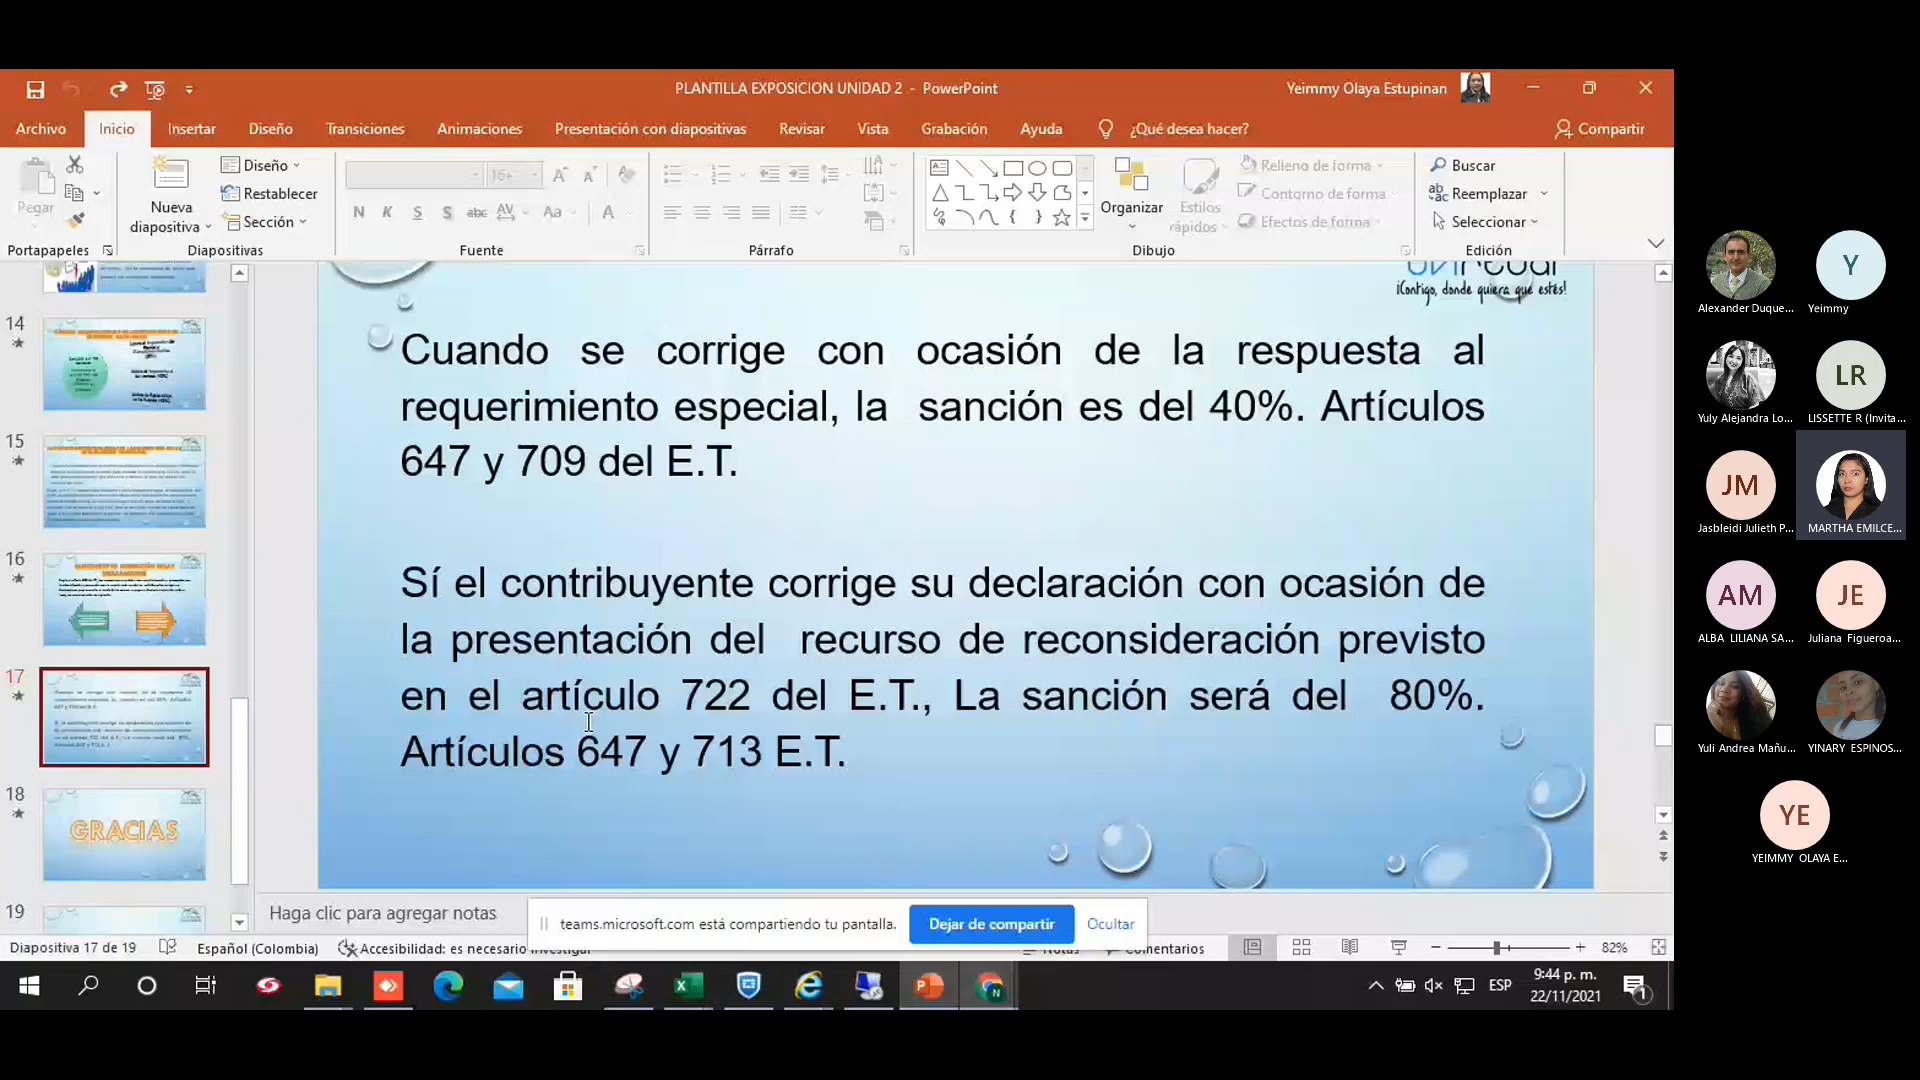 PLANTILLA EXPOSICION UNIDAD 2 - PowerPoint
Yeimmy Olaya Estupinan
Archivo Inicio Insertar Diseño Transiciones Animaciones Presentación con diapositivas Revisar Vista Grabación Ayuda ¿Qué desea hacer? Compartir
Pegar
Portapapeles
Nueva diapositiva
Diseño
Restablecer
Sección
Diapositivas
16+
N K S S abc AV Aa A
Fuente
Párrafo
Organizar
Estilos rápidos
Relleno de forma
Contorno de forma
Efectos de forma
Dibujo
Buscar
Reemplazar
Seleccionar
Edición
14
15
16
17
18
GRACIAS
19
¡Contigo, donde quiera que estés!
Cuando se corrige con ocasión de la respuesta al
requerimiento especial, la sanción es del 40%. Artículos
647 y 709 del E.T.
Sí el contribuyente corrige su declaración con ocasión de
la presentación del recurso de reconsideración previsto
en el artículo 722 del E.T., La sanción será del 80%.
Artículos 647 y 713 E.T.
Haga clic para agregar notas
teams.microsoft.com está compartiendo tu pantalla. Dejar de compartir Ocultar
Diapositiva 17 de 19 Español (Colombia) Accesibilidad: es necesario investigar Notas Comentarios 82%
ESP
9:44 p. m.
22/11/2021
1
Alexander Duque...
Y
Yeimmy
Yuly Alejandra Lo...
LR
LISSETTE R (Invita...
JM
Jasbleidi Julieth P...
MARTHA EMILCE...
AM
ALBA LILIANA SA...
JE
Juliana Figueroa...
Yuli Andrea Mañu...
YINARY ESPINOS...
YE
YEIMMY OLAYA E...